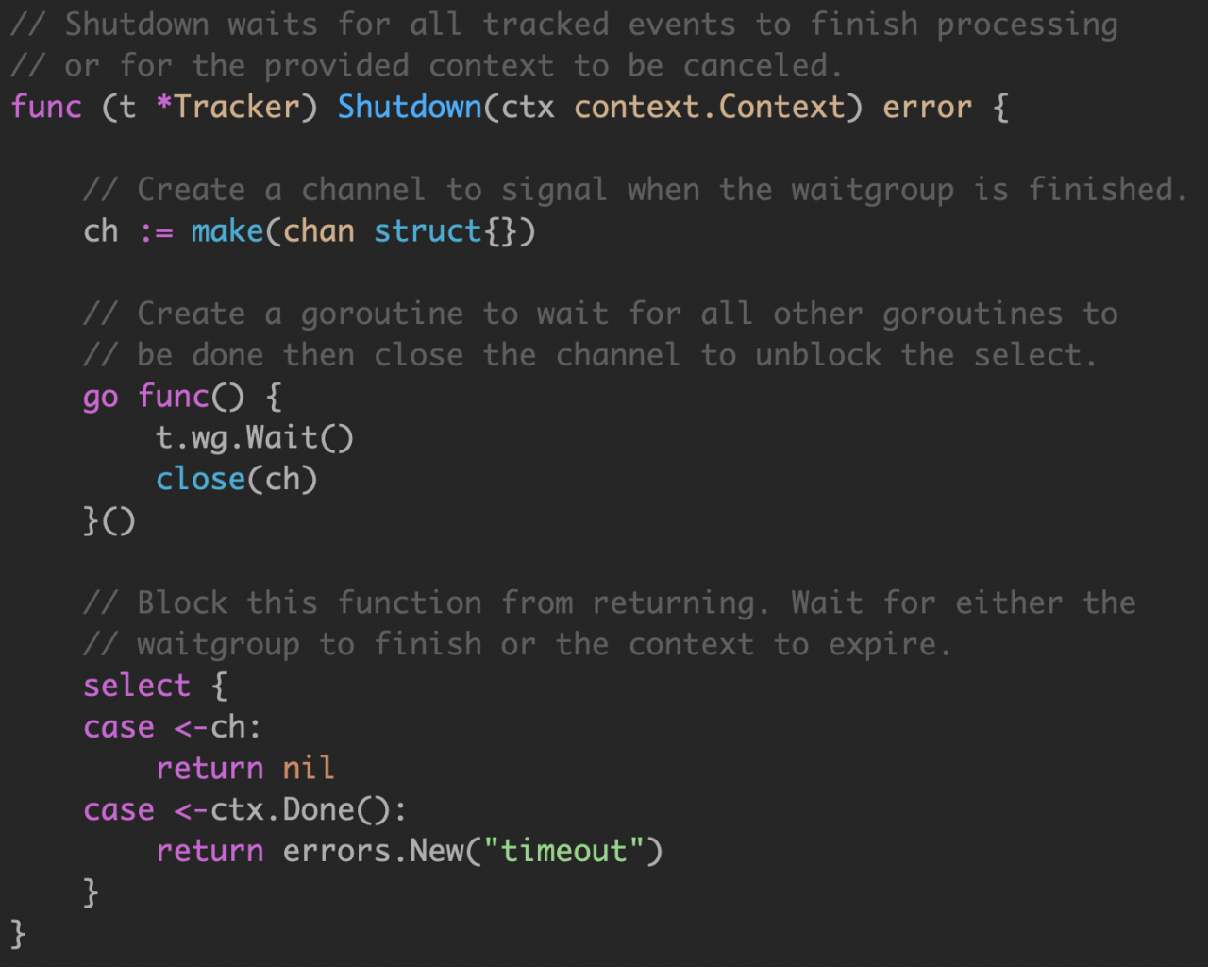 // Shutdown waits for all tracked events to finish processing
// or for the provided context to be canceled.
func (t *Tracker) Shutdown(ctx context.Context) error {
    // Create a channel to signal when the waitgroup is finished.
    ch := make(chan struct{})
    // Create a goroutine to wait for all other goroutines to
    // be done then close the channel to unblock the select.
    go func() {
        t.wg.Wait()
        close(ch)
    }()
    // Block this function from returning. Wait for either the
    // waitgroup to finish or the context to expire.
    select {
    case <-ch:
        return nil
    case <-ctx.Done():
        return errors.New("timeout")
    }
}